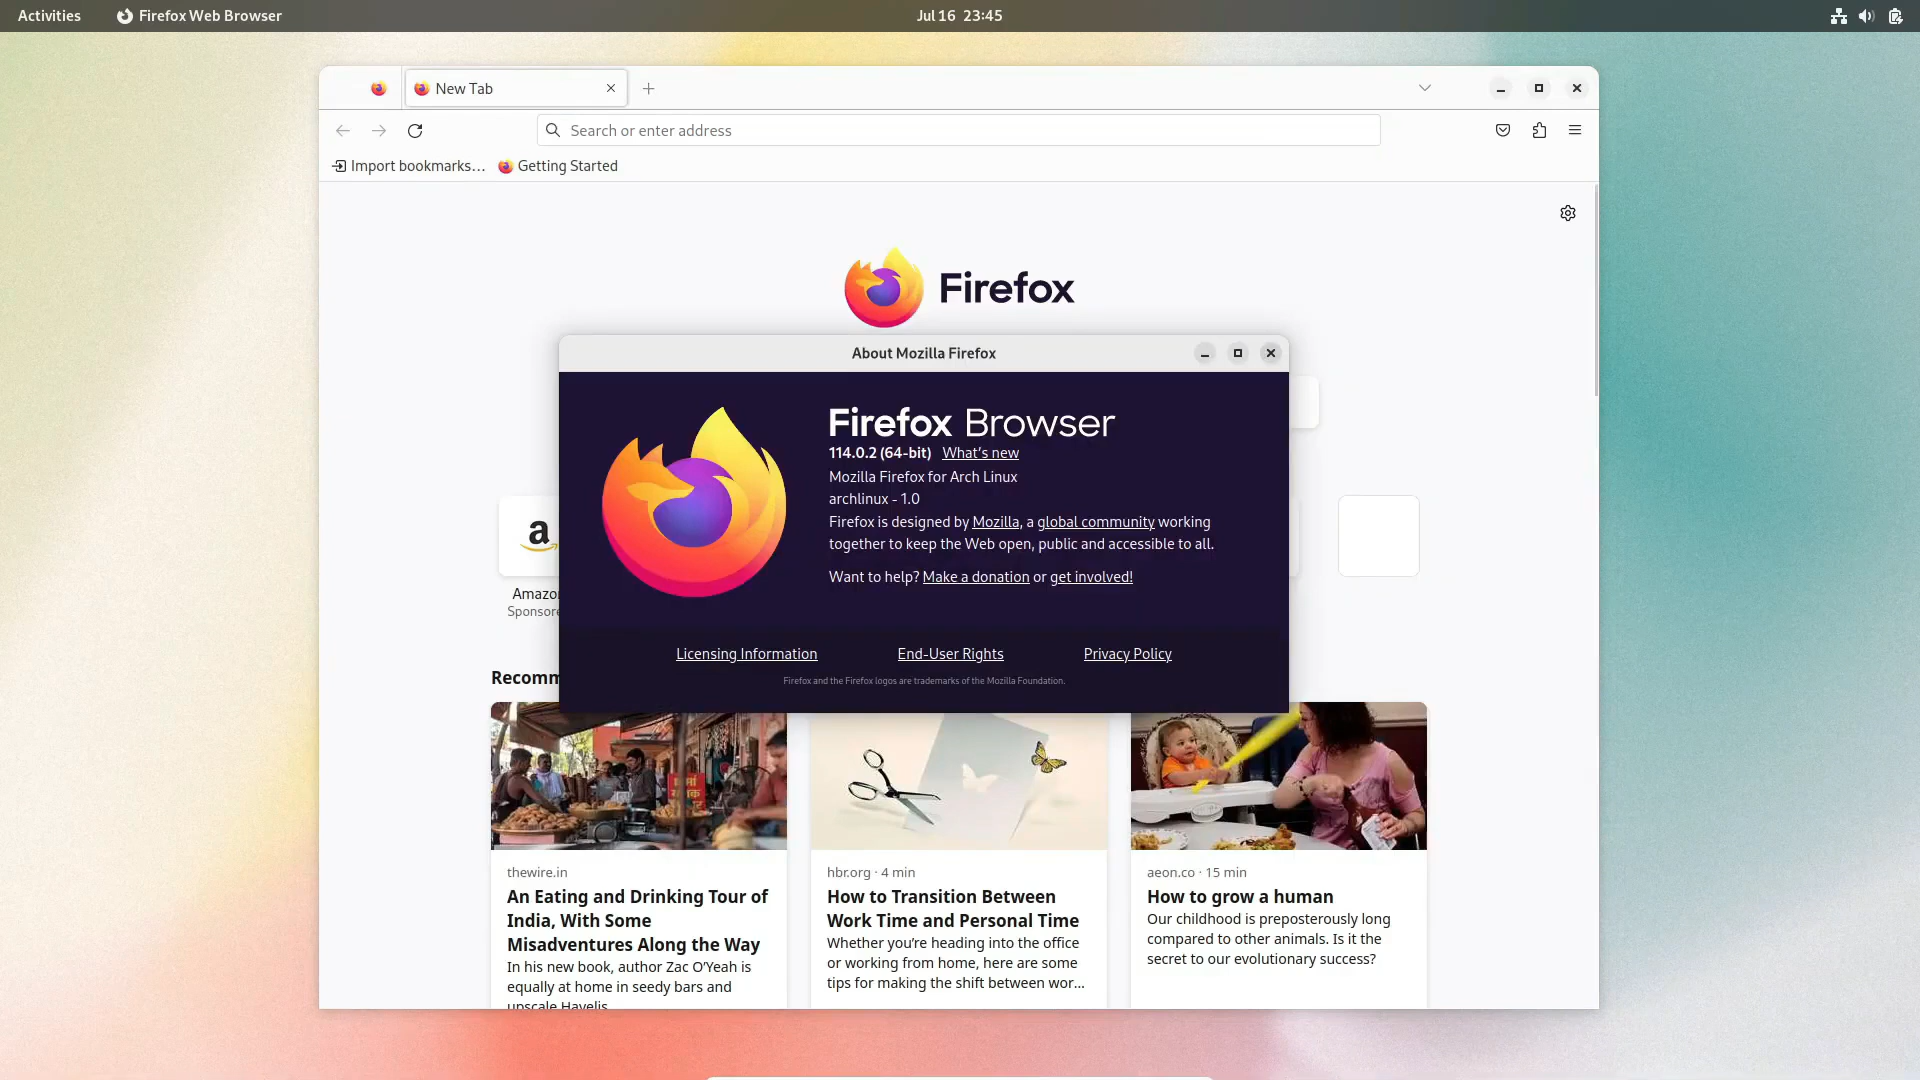 Activities
Firefox Web Browser
Jul 16 23:45
New Tab
Search or enter address
Import bookmarks…
Getting Started
Firefox
About Mozilla Firefox
Firefox Browser
114.0.2 (64-bit) What's new
Mozilla Firefox for Arch Linux
archlinux - 1.0
Firefox is designed by Mozilla, a global community working
together to keep the Web open, public and accessible to all.
Want to help? Make a donation or get involved!
Licensing Information
End-User Rights
Privacy Policy
Firefox and the Firefox logos are trademarks of the Mozilla Foundation.
a
Amazo
Sponsore
Recomm
thewire.in
An Eating and Drinking Tour of
India, With Some
Misadventures Along the Way
In his new book, author Zac O’Yeah is
equally at home in seedy bars and
upscale Havelis
hbr.org · 4 min
How to Transition Between
Work Time and Personal Time
Whether you’re heading into the office
or working from home, here are some
tips for making the shift between wor…
aeon.co · 15 min
How to grow a human
Our childhood is preposterously long
compared to other animals. Is it the
secret to our evolutionary success?